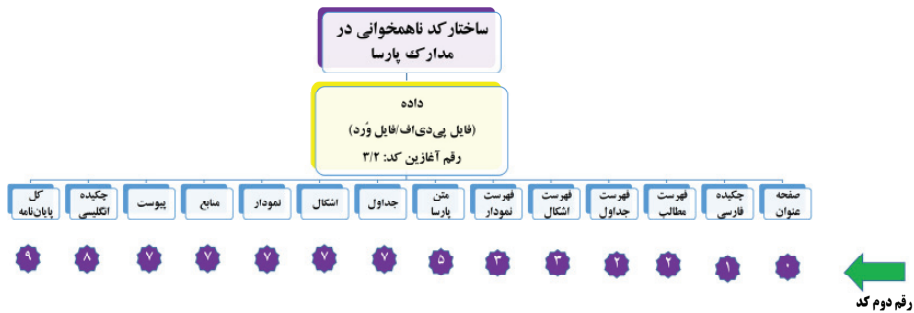 ساختار کد ناهمخوانی در
مدارک پارسا
داده
(فایل پی‌دی‌اف/فایل وُرد)
رقم آغازین کد: ۳/۲
صفحه
عنوان
چکیده
فارسی
فهرست
مطالب
فهرست
جداول
فهرست
اشکال
فهرست
نمودار
متن
پارسا
جداول
اشکال
نمودار
منابع
پیوست
چکیده
انگلیسی
کل
پایان‌نامه
۰
۱
۲
۲
۳
۳
۵
۷
۷
۷
۷
۷
۸
۹
رقم دوم کد